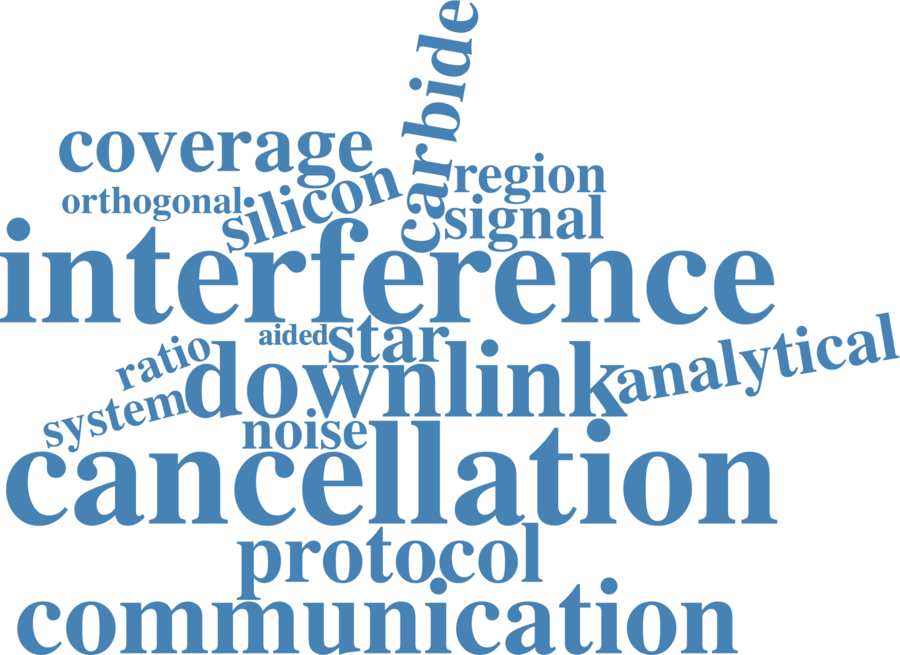 carbide
coverage
region
silicon
orthogonal
signal
interference
aided
star
ratio
downlink
analytical
system
noise
cancellation
protocol
communication